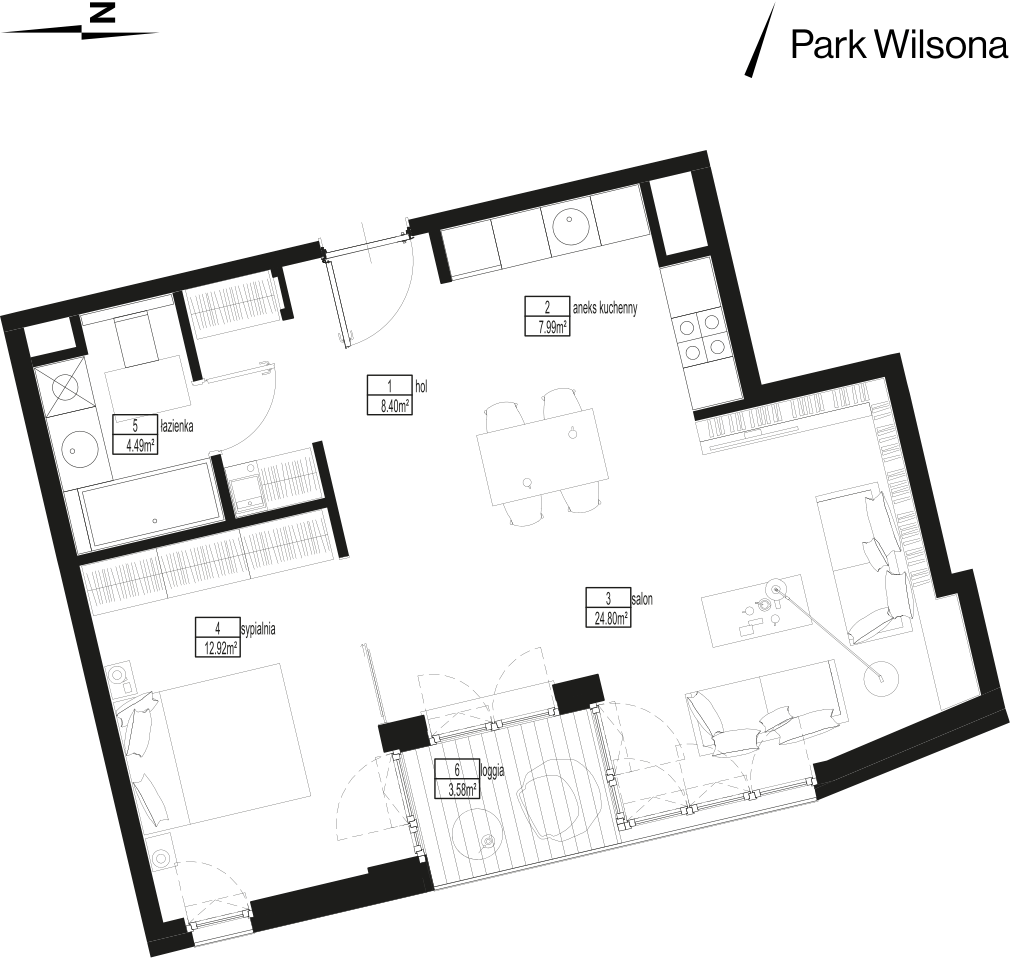 N
Park Wilsona
2 aneks kuchenny
7.99m²
1 hol
8.40m²
5 łazienka
4.49m²
3 salon
24.80m²
4 sypialnia
12.92m²
6 loggia
3.58m²